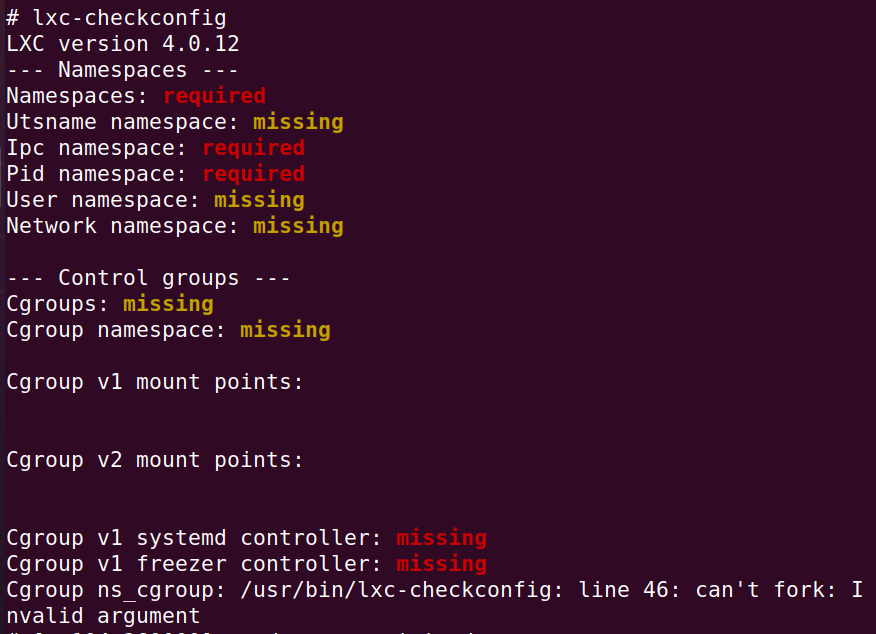 # lxc-checkconfig
LXC version 4.0.12
--- Namespaces ---
Namespaces: required
Utsname namespace: missing
Ipc namespace: required
Pid namespace: required
User namespace: missing
Network namespace: missing
--- Control groups ---
Cgroups: missing
Cgroup namespace: missing
Cgroup v1 mount points:
Cgroup v2 mount points:
Cgroup v1 systemd controller: missing
Cgroup v1 freezer controller: missing
Cgroup ns_cgroup: /usr/bin/lxc-checkconfig: line 46: can't fork: I
nvalid argument